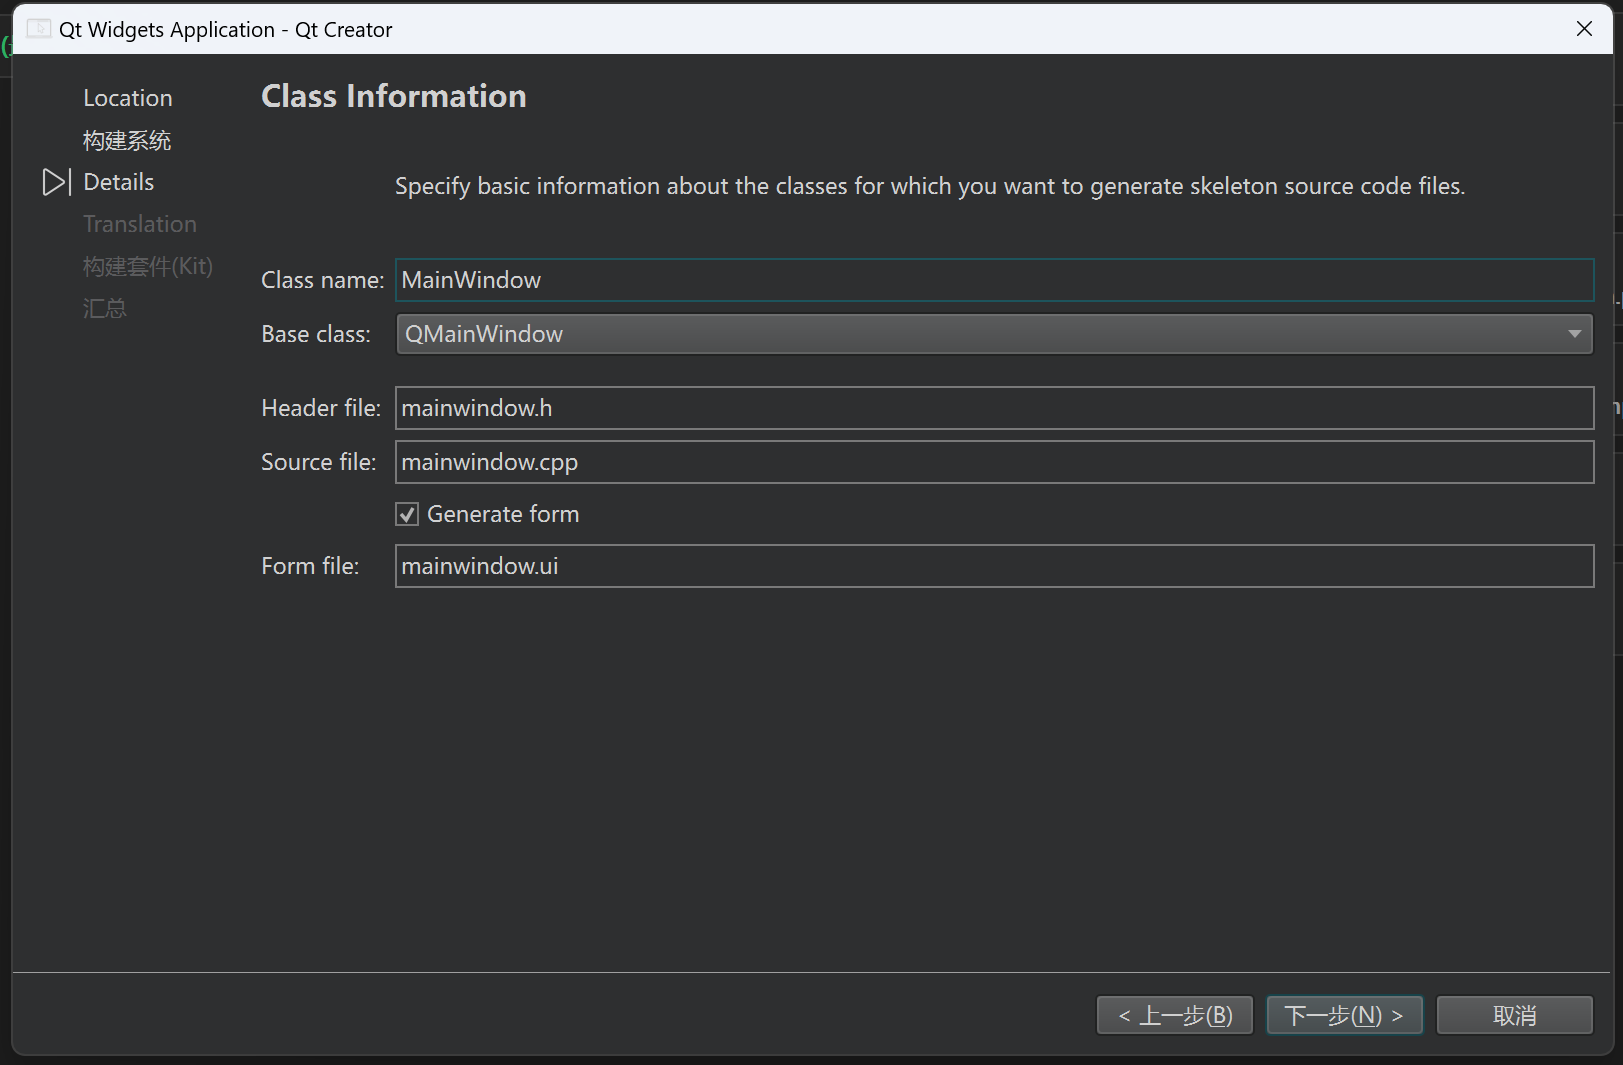 Qt Widgets Application - Qt Creator
Location
构建系统
Details
Translation
构建套件(Kit)
汇总
Class Information
Specify basic information about the classes for which you want to generate skeleton source code files.
Class name: MainWindow
Base class: QMainWindow
Header file: mainwindow.h
Source file: mainwindow.cpp
Generate form
Form file: mainwindow.ui
< 上一步(B)
下一步(N) >
取消